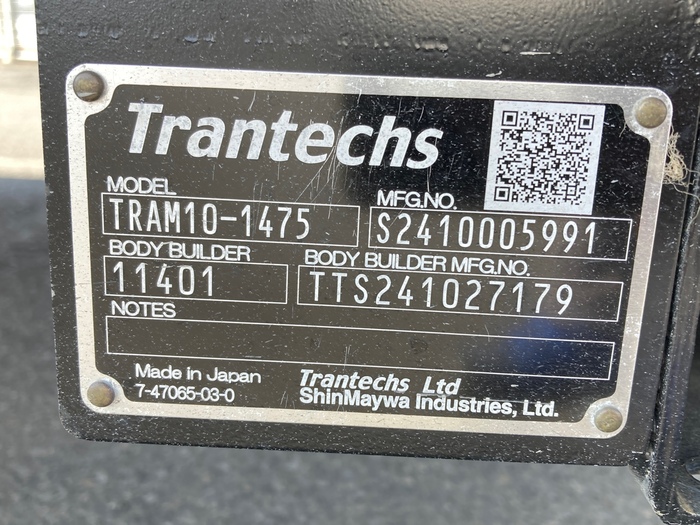 Trantechs
MODEL MFG.NO.
TRAM10-1475 S2410005991
BODY BUILDER BODY BUILDER MFG.NO.
11401 TTS241027179
NOTES
Made in Japan Trantechs Ltd
7-47065-03-0 ShinMaywa Industries, Ltd.